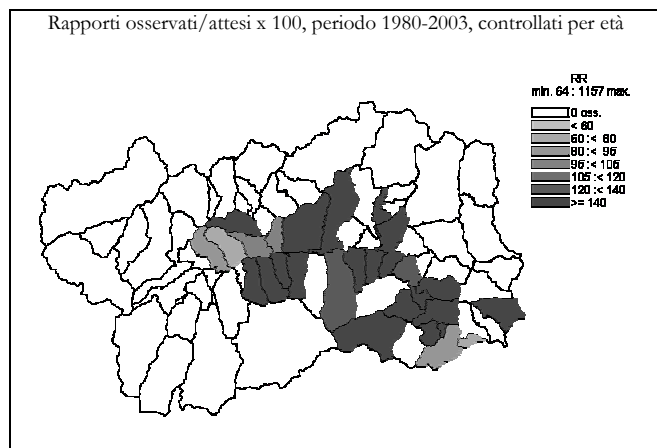 Rapporti osservati/attesi x 100, periodo 1980-2003, controllati per età
RR
min. 64 : 1157 max.
0 oss.
< 60
60 :< 80
80 :< 95
95 :< 105
105 :< 120
120 :< 140
>= 140